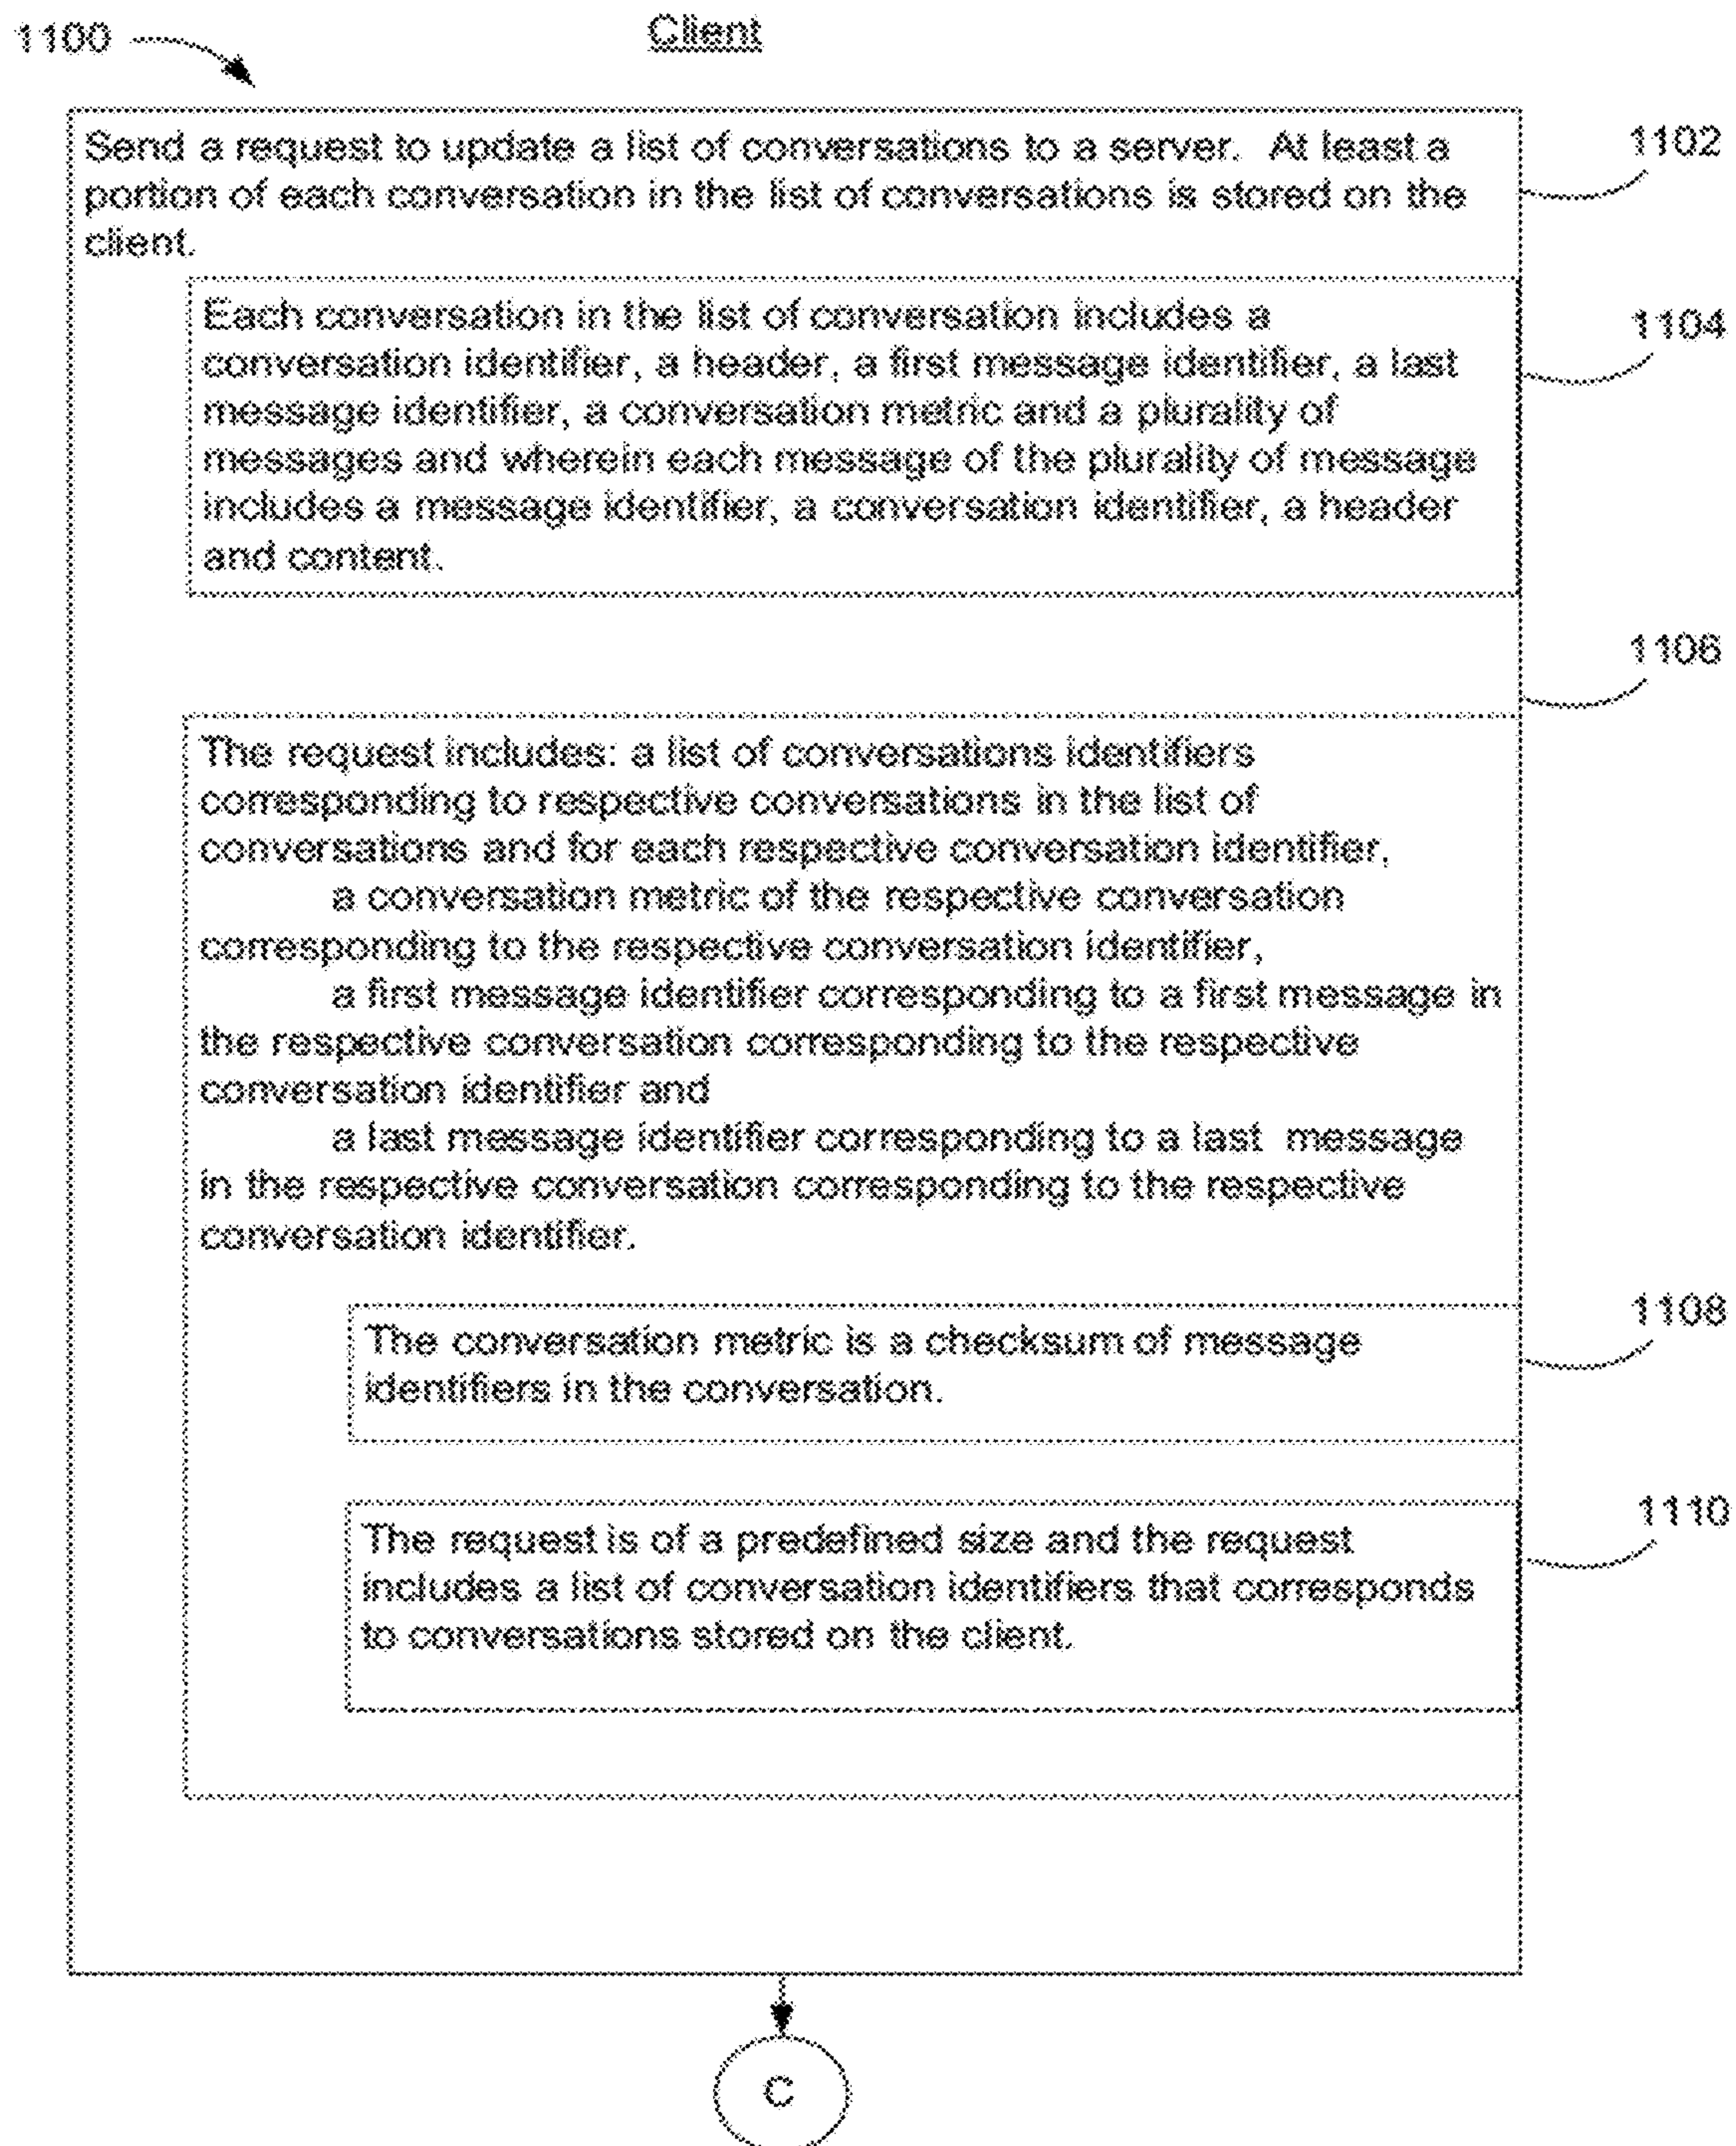 1100
Client
Send a request to update a list of conversations to a server. At least a
portion of each conversation in the list of conversations is stored on the
client.
1102
Each conversation in the list of conversation includes a
conversation identifier, a header, a first message identifier, a last
message identifier, a conversation metric and a plurality of
messages and wherein each message of the plurality of message
includes a message identifier, a conversation identifier, a header
and content.
1104
1106
The request includes: a list of conversations identifiers
corresponding to respective conversations in the list of
conversations and for each respective conversation identifier,
a conversation metric of the respective conversation
corresponding to the respective conversation identifier,
a first message identifier corresponding to a first message in
the respective conversation corresponding to the respective
conversation identifier and
a last message identifier corresponding to a last message
in the respective conversation corresponding to the respective
conversation identifier.
The conversation metric is a checksum of message
identifiers in the conversation.
1108
The request is of a predefined size and the request
includes a list of conversation identifiers that corresponds
to conversations stored on the client.
1110
C